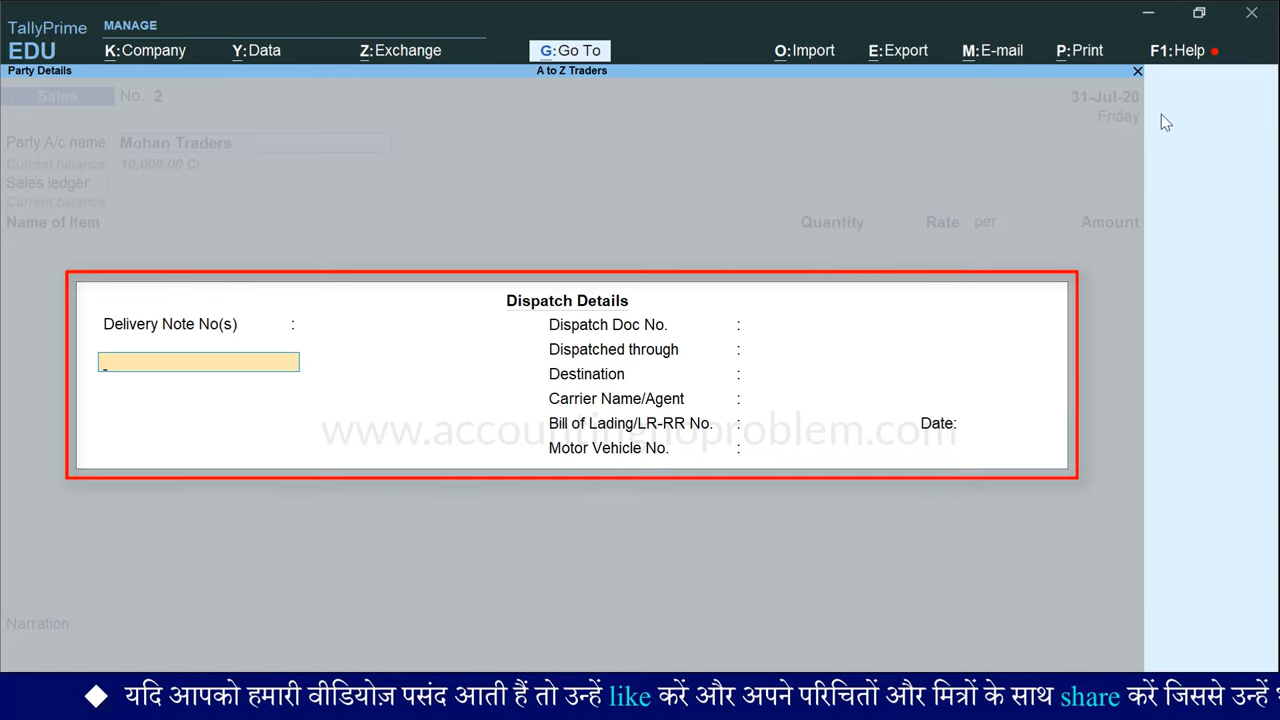 TallyPrime
EDU
MANAGE
K:Company Y:Data Z:Exchange G:Go To O:Import E:Export M:E-mail P:Print F1:Help
Party Details A to Z Traders
Sales No. 2 31-Jul-20
Friday
Party A/c name: Mohan Traders
Current balance: 10,000.00 Cr
Sales ledger :
Current balance:
Name of Item Quantity Rate per Amount
Dispatch Details
Delivery Note No(s) : Dispatch Doc No. :
Dispatched through :
Destination :
Carrier Name/Agent :
Bill of Lading/LR-RR No. : Date:
Motor Vehicle No. :
www.accountingnoproblem.com
Narration:
यदि आपको हमारी वीडियोज़ पसंद आती हैं तो उन्हें like करें और अपने परिचितों और मित्रों के साथ share करें जिससे उन्हें